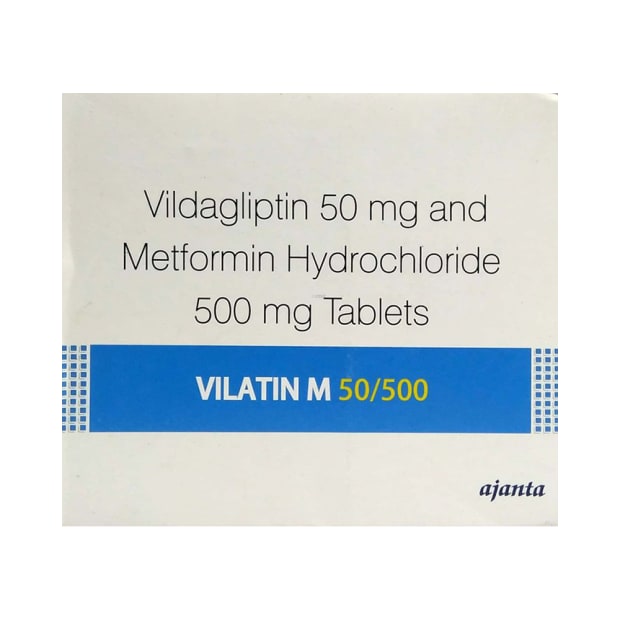 Vildagliptin 50 mg and
Metformin Hydrochloride
500 mg Tablets
VILATIN M 50/500
ajanta